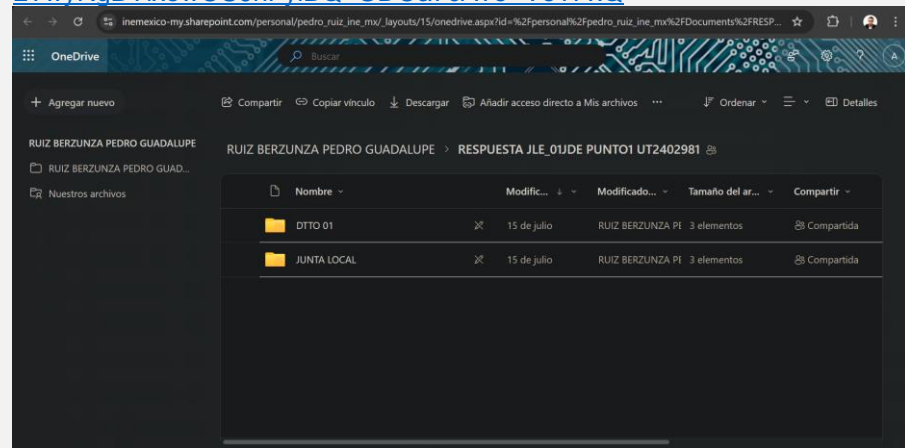 inemexico-my.sharepoint.com/personal/pedro_ruiz_ine_mx/_layouts/15/onedrive.aspx?id=%2Fpersonal%2Fpedro_ruiz_ine_mx%2FDocuments%2FRESP...
OneDrive Buscar A
Agregar nuevo Compartir Copiar vínculo Descargar Añadir acceso directo a Mis archivos ... Ordenar Detalles
RUIZ BERZUNZA PEDRO GUADALUPE
RUIZ BERZUNZA PEDRO GUAD...
Nuestros archivos
RUIZ BERZUNZA PEDRO GUADALUPE > RESPUESTA JLE_01JDE PUNTO1 UT2402981
Nombre Modific... Modificado... Tamaño del ar... Compartir
DTTO 01 15 de julio RUIZ BERZUNZA PE 3 elementos Compartida
JUNTA LOCAL 15 de julio RUIZ BERZUNZA PE 3 elementos Compartida